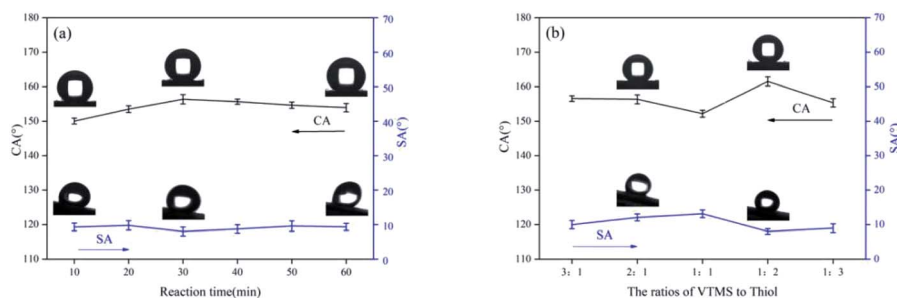 (a)
180
170
160
150
140
130
120
110
CA(°)
70
60
50
40
30
20
10
0
SA(°)
CA
SA
10 20 30 40 50 60
Reaction time(min)
(b)
180
170
160
150
140
130
120
110
CA(°)
70
60
50
40
30
20
10
0
SA(°)
CA
SA
3: 1 2: 1 1: 1 1: 2 1: 3
The ratios of VTMS to Thiol